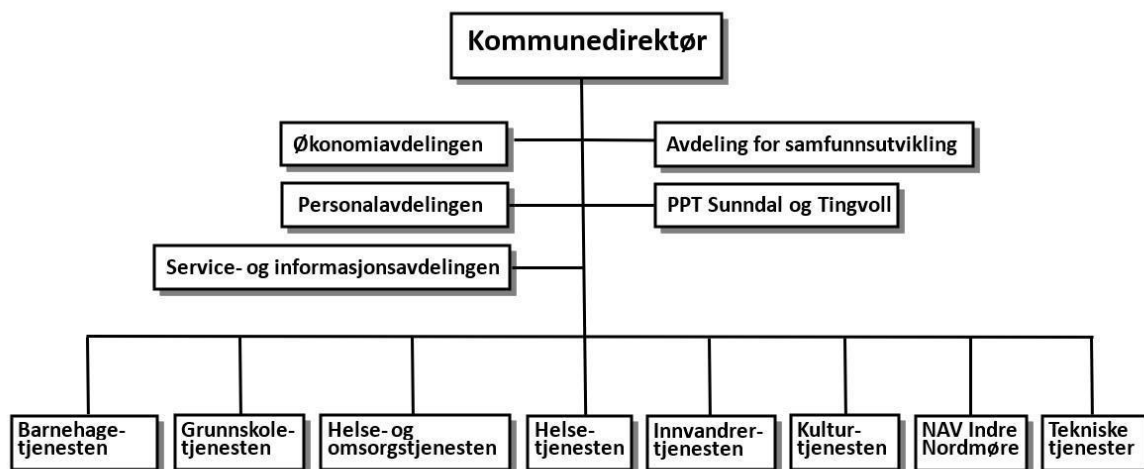 Kommunedirektør
Økonomiavdelingen
Avdeling for samfunnsutvikling
Personalavdelingen
PPT Sunndal og Tingvoll
Service- og informasjonsavdelingen
Barnehage-
tjenesten
Grunnskole-
tjenesten
Helse- og
omsorgstjenesten
Helse-
tjenesten
Innvandrer-
tjenesten
Kultur-
tjenesten
NAV Indre
Nordmøre
Tekniske
tjenester